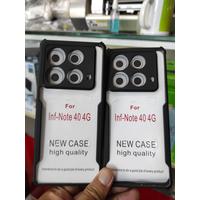 For
Inf-Note 40 4G
NEW CASE
high quality
For
Inf-Note 40 4G
NEW CASE
high quality